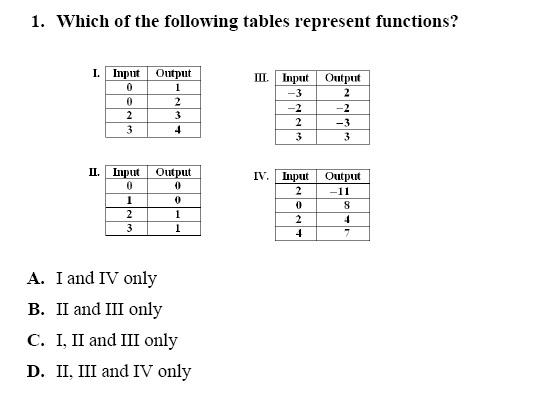 1. Which of the following tables represent functions?
I. Input Output
0 1
0 2
2 3
3 4
III. Input Output
-3 2
-2 -2
2 -3
3 3
II. Input Output
0 0
1 0
2 1
3 1
IV. Input Output
2 -11
0 8
2 4
4 7
A. I and IV only
B. II and III only
C. I, II and III only
D. II, III and IV only